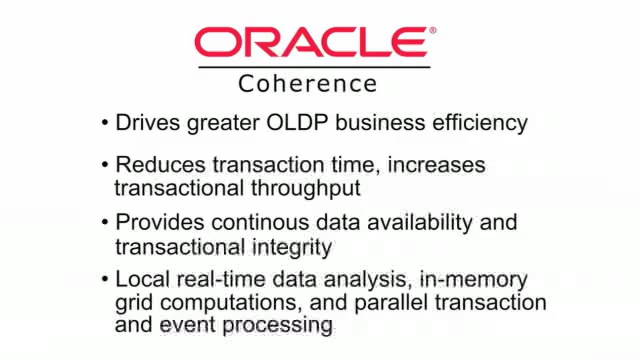 ORACLE®
Coherence
• Drives greater OLDP business efficiency
• Reduces transaction time, increases
transactional throughput
• Provides continous data availability and
transactional integrity
• Local real-time data analysis, in-memory
grid computations, and parallel transaction
and event processing